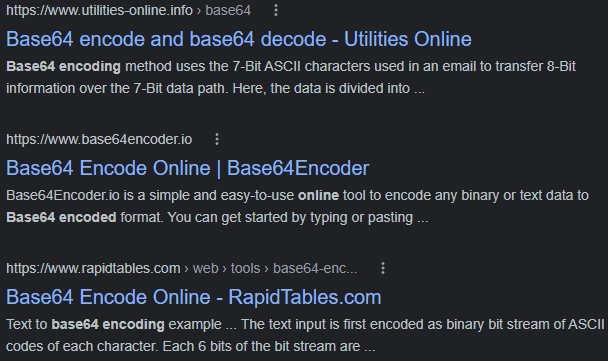 https://www.utilities-online.info › base64
Base64 encode and base64 decode - Utilities Online
Base64 encoding method uses the 7-Bit ASCII characters used in an email to transfer 8-Bit
information over the 7-Bit data path. Here, the data is divided into ...
https://www.base64encoder.io
Base64 Encode Online | Base64Encoder
Base64Encoder.io is a simple and easy-to-use online tool to encode any binary or text data to
Base64 encoded format. You can get started by typing or pasting ...
https://www.rapidtables.com › web › tools › base64-enc...
Base64 Encode Online - RapidTables.com
Text to base64 encoding example ... The text input is first encoded as binary bit stream of ASCII
codes of each character. Each 6 bits of the bit stream are ...